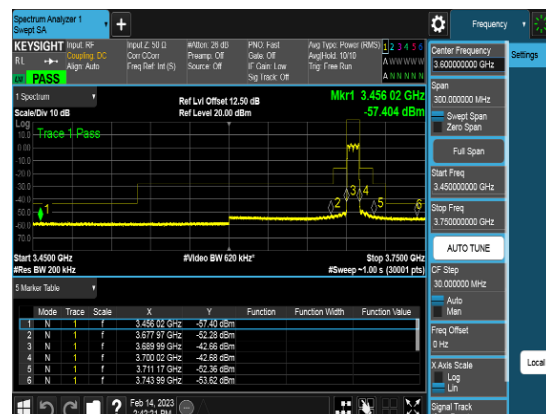 Spectrum Analyzer 1
Swept SA
+
Frequency
KEYSIGHT
Input: RF
Input Z: 50 Ω
#Atten: 26 dB
PNO: Fast
Avg Type: Power (RMS)
1 2 3 4 5 6
RL
Coupling: DC
Corr CCorr
Preamp: Off
Gate: Off
Avg|Hold: 10/10
Align: Auto
Freq Ref: Int (S)
Source: Off
IF Gain: Low
Trig: Free Run
A W W W W W
Sig Track: Off
A N N N N N
PASS
1 Spectrum
Scale/Div 10 dB
Ref Lvl Offset 12.50 dB
Ref Level 20.00 dBm
Mkr1 3.456 02 GHz
-57.404 dBm
Log
Trace 1 Pass
10.0
0.00
-10.0
-20.0
-30.0
-40.0
-50.0
-60.0
-70.0
1
2
3
4
5
6
Start 3.4500 GHz
#Video BW 620 kHz*
Stop 3.7500 GHz
#Res BW 200 kHz
#Sweep ~1.00 s (30001 pts)
5 Marker Table
Mode Trace Scale X Y Function Function Width Function Value
1 N 1 f 3.456 02 GHz -57.40 dBm
2 N 1 f 3.677 97 GHz -52.28 dBm
3 N 1 f 3.689 99 GHz -42.66 dBm
4 N 1 f 3.700 02 GHz -42.68 dBm
5 N 1 f 3.711 17 GHz -52.36 dBm
6 N 1 f 3.743 99 GHz -53.62 dBm
?
Feb 14, 2023
2:42:21 PM
Center Frequency
3.600000000 GHz
Settings
Span
300.000000 MHz
Swept Span
Zero Span
Full Span
Start Freq
3.450000000 GHz
Stop Freq
3.750000000 GHz
AUTO TUNE
CF Step
30.000000 MHz
Auto
Man
Freq Offset
0 Hz
X Axis Scale
Log
Lin
Local
Signal Track